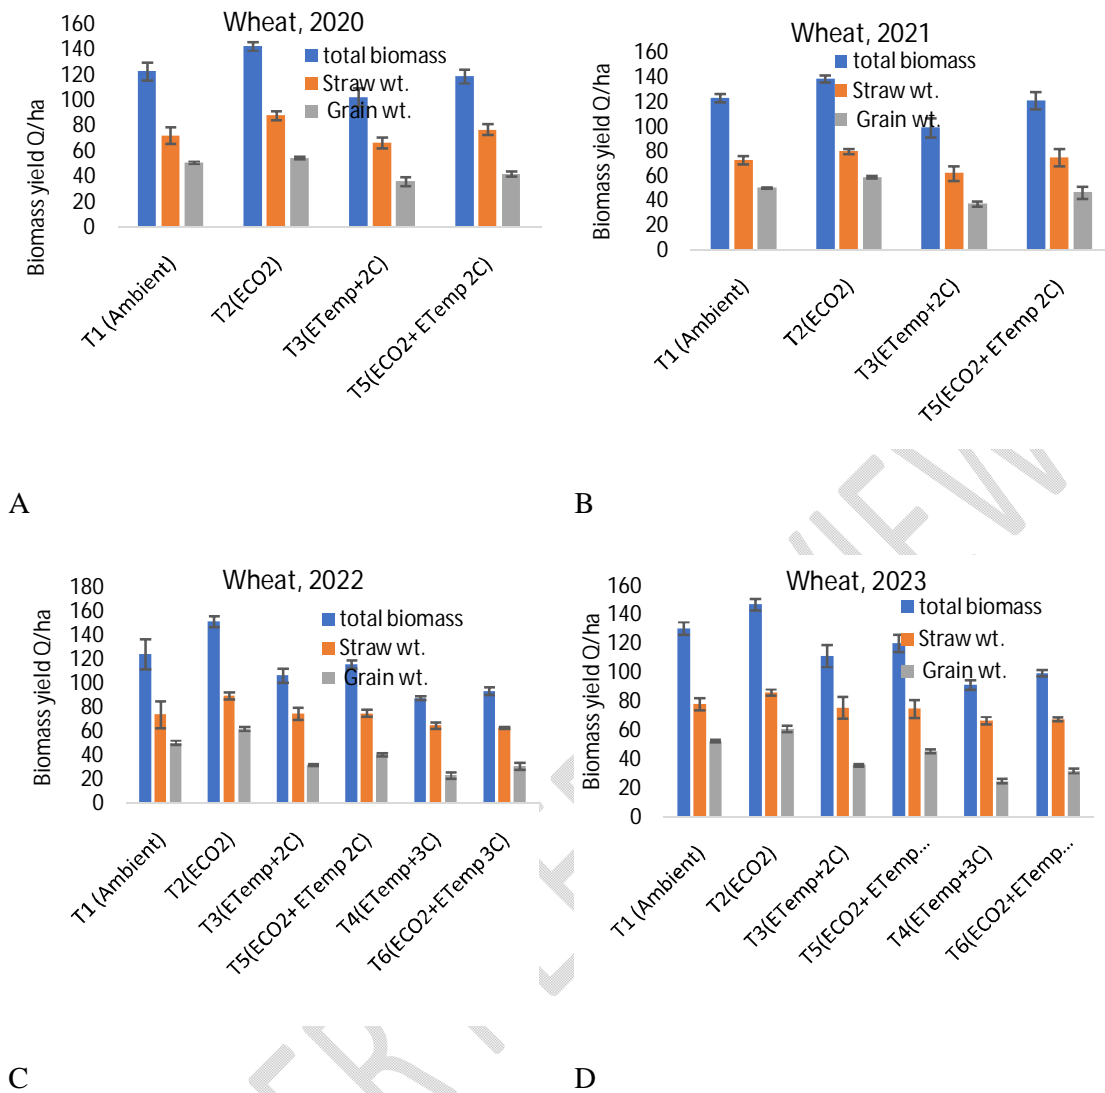 Wheat, 2020
total biomass
Straw wt.
Grain wt.
Biomass yield Q/ha
160
140
120
100
80
60
40
20
0
T1 (Ambient)
T2(ECO2)
T3(ETemp+2C)
T5(ECO2+ ETemp 2C)
A
Wheat, 2021
total biomass
Straw wt.
Grain wt.
Biomass yield Q/ha
160
140
120
100
80
60
40
20
0
T1 (Ambient)
T2(ECO2)
T3(ETemp+2C)
T5(ECO2+ ETemp 2C)
B
Wheat, 2022
total biomass
Straw wt.
Grain wt.
Biomass yield Q/ha
180
160
140
120
100
80
60
40
20
0
T1 (Ambient)
T2(ECO2)
T3(ETemp+2C)
T5(ECO2+ ETemp 2C)
T4(ETemp+3C)
T6(ECO2+ETemp 3C)
C
Wheat, 2023
total biomass
Straw wt.
Grain wt.
Biomass yield Q/ha
160
140
120
100
80
60
40
20
0
T1 (Ambient)
T2(ECO2)
T3(ETemp+2C)
T5(ECO2+ ETemp...
T4(ETemp+3C)
T6(ECO2+ETemp...
D